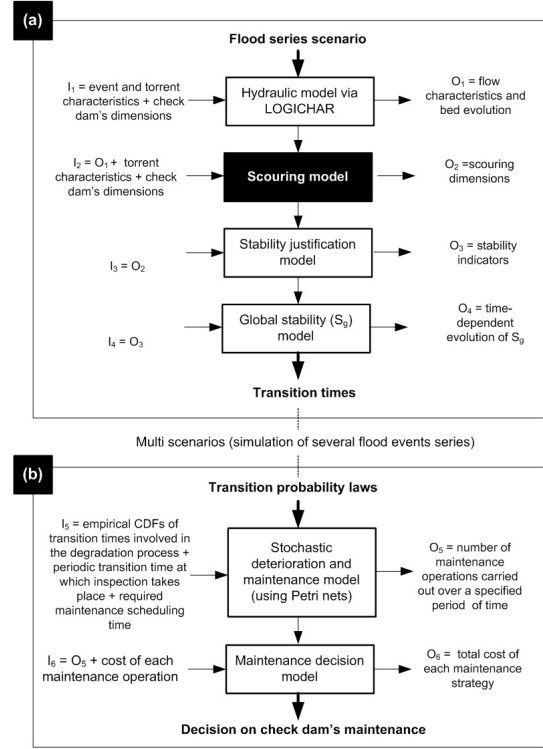 (a)
Flood series scenario
I₁ = event and torrent
characteristics + check
dam's dimensions
Hydraulic model via
LOGICHAR
O₁ = flow
characteristics and
bed evolution
I₂ = O₁ + torrent
characteristics + check
dam's dimensions
Scouring model
O₂ =scouring
dimensions
I₃ = O₂
Stability justification
model
O₃ = stability
indicators
I₄ = O₃
Global stability (Sg)
model
O₄ = time-
dependent
evolution of Sg
Transition times
Multi scenarios (simulation of several flood events series)
(b)
Transition probability laws
I₅ = empirical CDFs of
transition times involved in
the degradation process +
periodic transition time at
which inspection takes
place + required
maintenance scheduling
time
Stochastic
deterioration and
maintenance model
(using Petri nets)
O₅ = number of
maintenance
operations carried
out over a specified
period of time
I₆ = O₅ + cost of each
maintenance operation
Maintenance decision
model
O₆ = total cost of
each maintenance
strategy
Decision on check dam's maintenance